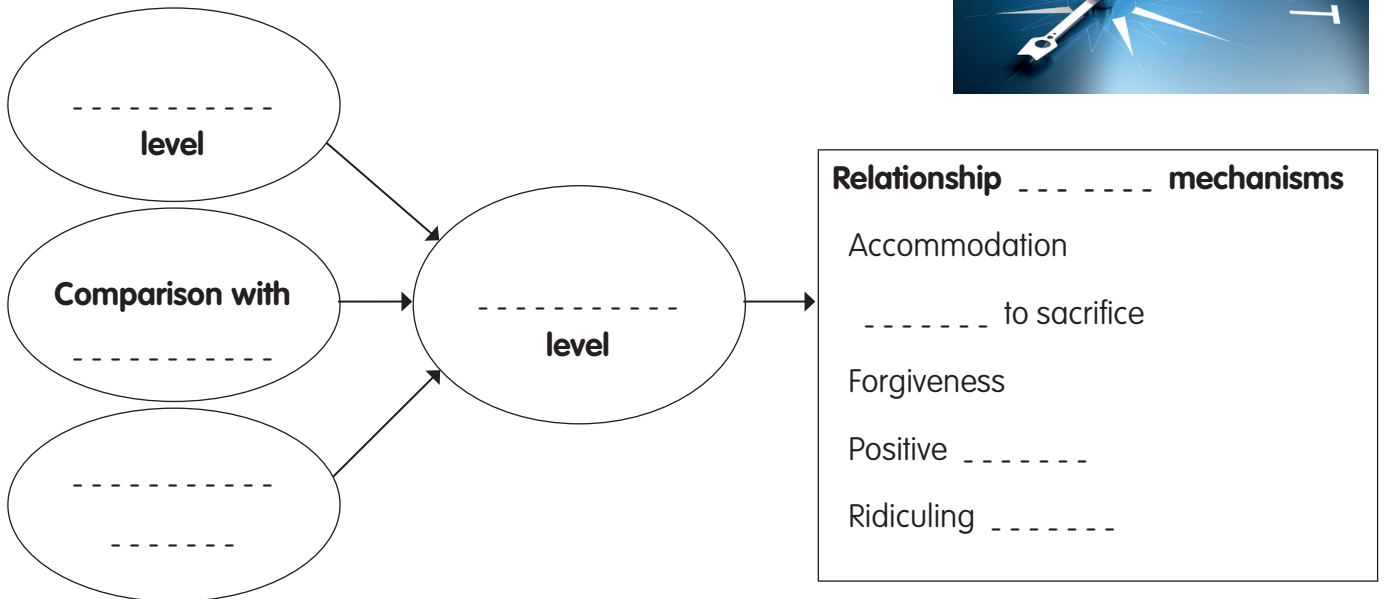 _ _ _ _ _ _ _ _ _ _ _
level
Comparison with
_ _ _ _ _ _ _ _ _ _ _
_ _ _ _ _ _ _ _ _ _ _
_ _ _ _ _ _ _
_ _ _ _ _ _ _ _ _ _ _
level
Relationship _ _ _ _ _ _ _ mechanisms
Accommodation
_ _ _ _ _ _ _ to sacrifice
Forgiveness
Positive _ _ _ _ _ _ _
Ridiculing _ _ _ _ _ _ _